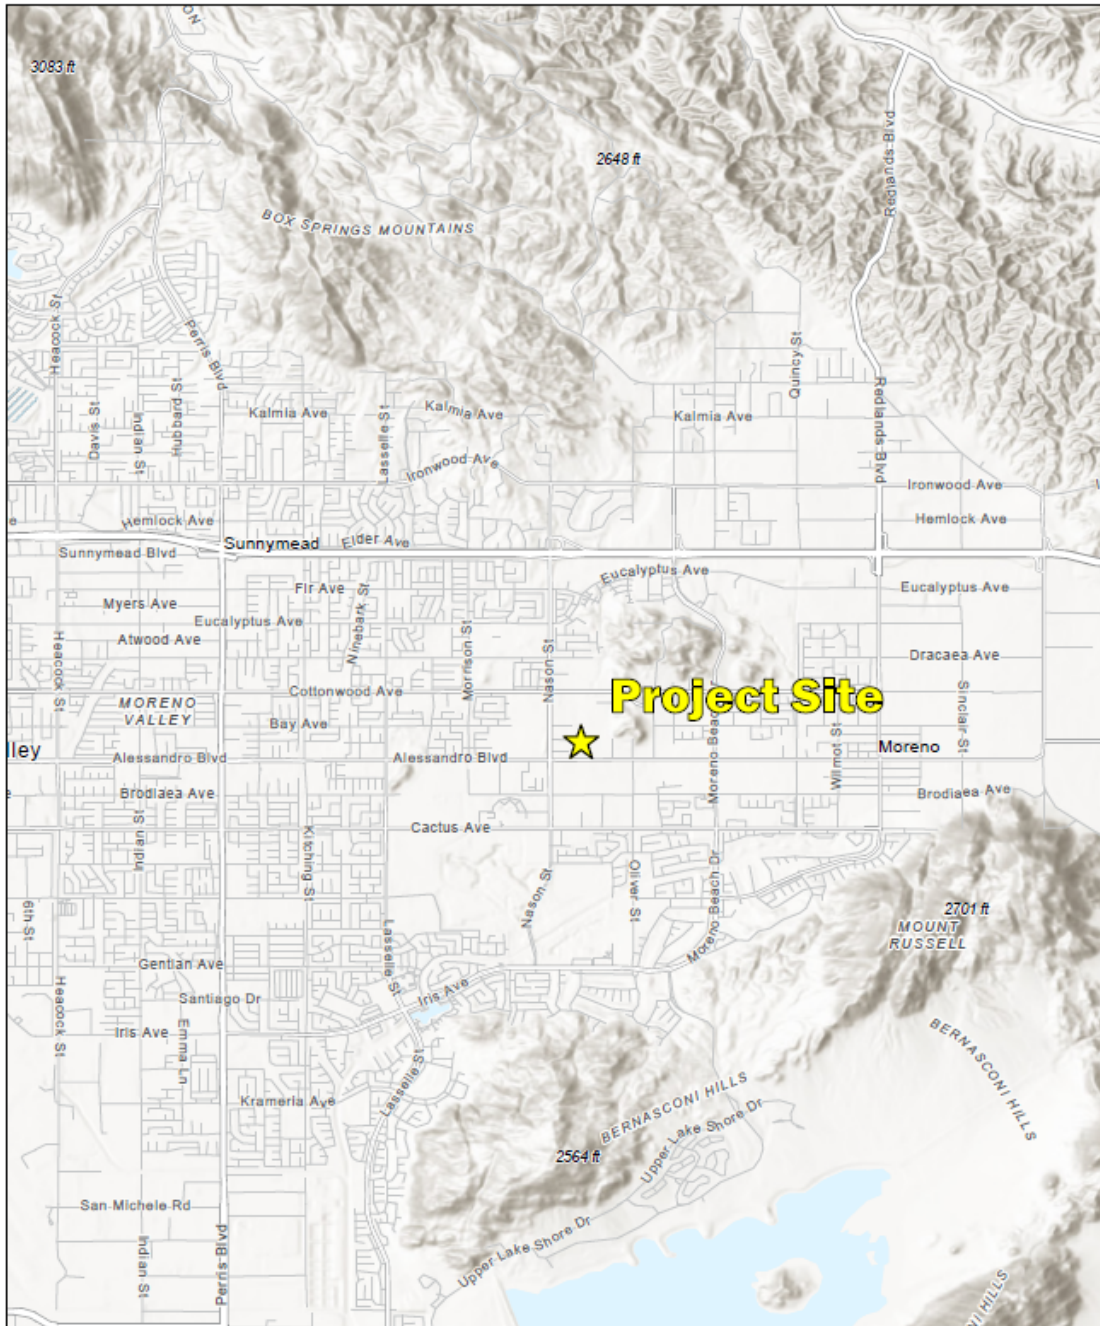 ON
3083 ft
2648 ft
Redlands Blvd
BOX SPRINGS MOUNTAINS
Heacock St
Perris Blvd
Quincy St
Redlands Blvd
Davis St
Indian St
Hubbard St
Kalmia Ave
Lasselle St
Kalmia Ave
Kalmia Ave
Ironwood Ave
Ironwood Ave
e
Hemlock Ave
Hemlock Ave
Sunnymead
Elder Ave
Sunnymead Blvd
Eucalyptus Ave
Fir Ave
Eucalyptus Ave
Myers Ave
Ninebark St
Eucalyptus Ave
Atwood Ave
Morrison St
Nason St
Dracaea Ave
Heacock St
Cottonwood Ave
Project Site
MORENO
VALLEY
Bay Ave
Moreno Beach Dr
Sinclair St
Wilmot St
lley
Moreno
Alessandro Blvd
Alessandro Blvd
Brodiaea Ave
Brodiaea Ave
Indian St
Kitching St
Cactus Ave
Nason St
Oliver St
Moreno Beach Dr
6th St
2701 ft
MOUNT
RUSSELL
Lasselle St
Gentian Ave
Heacock St
Santiago Dr
Iris Ave
Iris Ave
Emma Ln
BERNASCONI HILLS
Lasselle St
Krameria Ave
BERNASCONI HILLS
Upper Lake Shore Dr
2564 ft
San Michele Rd
Indian St
Perris Blvd
Upper Lake Shore Dr
NI HILLS